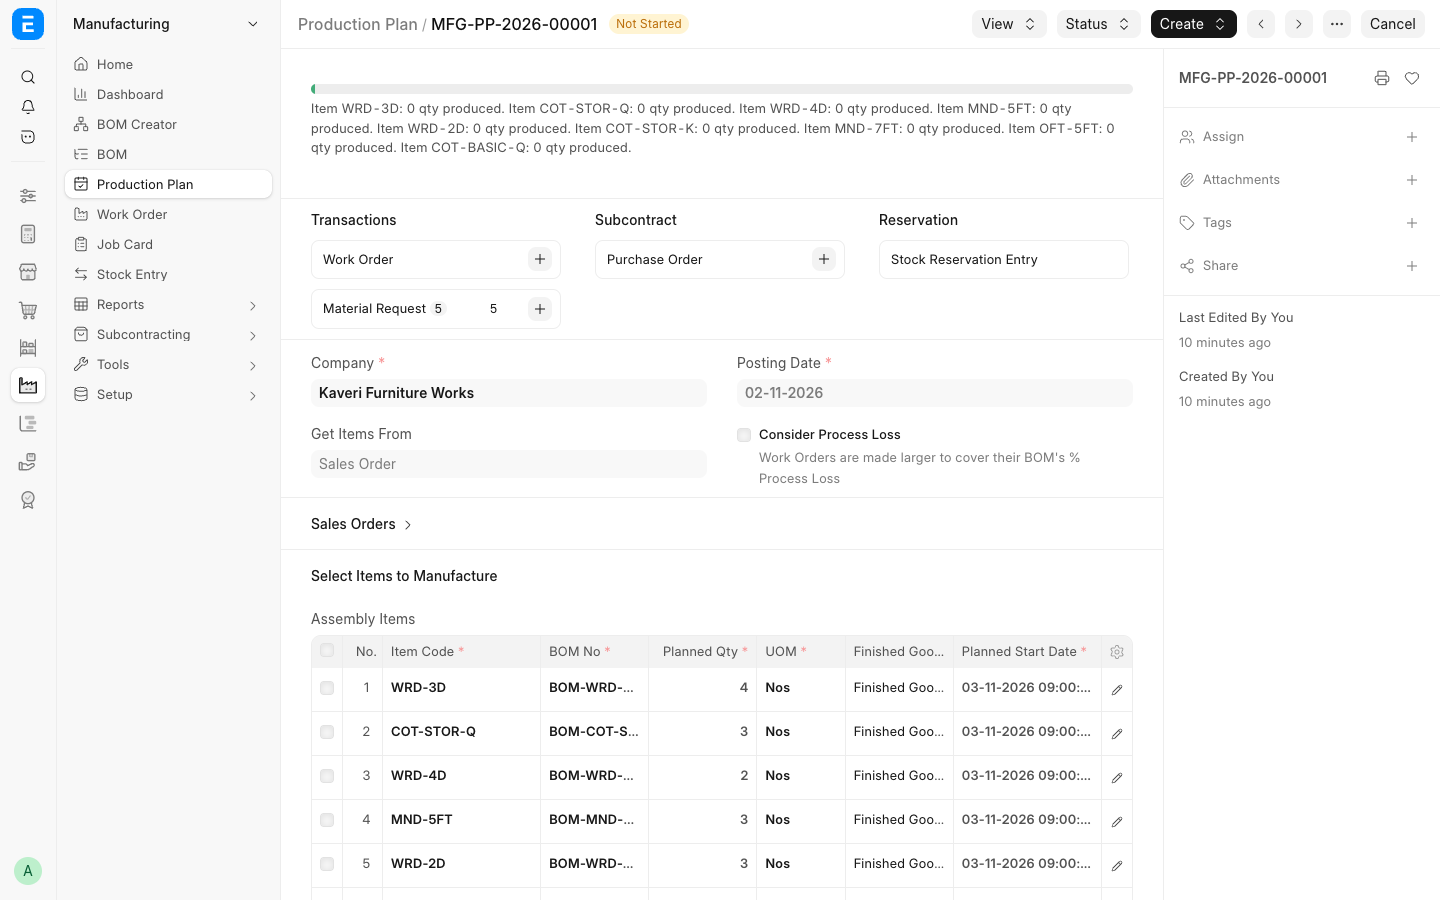 Manufacturing
Production Plan / MFG-PP-2026-00001
Not Started
View
Status
Create
Cancel
Home
Dashboard
BOM Creator
BOM
Production Plan
Work Order
Job Card
Stock Entry
Reports
Subcontracting
Tools
Setup
A
Item WRD-3D: 0 qty produced. Item COT-STOR-Q: 0 qty produced. Item WRD-4D: 0 qty produced. Item MND-5FT: 0 qty
produced. Item WRD-2D: 0 qty produced. Item COT-STOR-K: 0 qty produced. Item MND-7FT: 0 qty produced. Item OFT-5FT: 0
qty produced. Item COT-BASIC-Q: 0 qty produced.
Transactions
Work Order
Material Request 5 5
Subcontract
Purchase Order
Reservation
Stock Reservation Entry
Company *
Kaveri Furniture Works
Posting Date *
02-11-2026
Get Items From
Sales Order
Consider Process Loss
Work Orders are made larger to cover their BOM's %
Process Loss
Sales Orders
Select Items to Manufacture
Assembly Items
No. Item Code * BOM No * Planned Qty * UOM * Finished Goo... Planned Start Date *
1 WRD-3D BOM-WRD-... 4 Nos Finished Goo... 03-11-2026 09:00:...
2 COT-STOR-Q BOM-COT-S... 3 Nos Finished Goo... 03-11-2026 09:00:...
3 WRD-4D BOM-WRD-... 2 Nos Finished Goo... 03-11-2026 09:00:...
4 MND-5FT BOM-MND-... 3 Nos Finished Goo... 03-11-2026 09:00:...
5 WRD-2D BOM-WRD-... 3 Nos Finished Goo... 03-11-2026 09:00:...
MFG-PP-2026-00001
Assign
Attachments
Tags
Share
Last Edited By You
10 minutes ago
Created By You
10 minutes ago